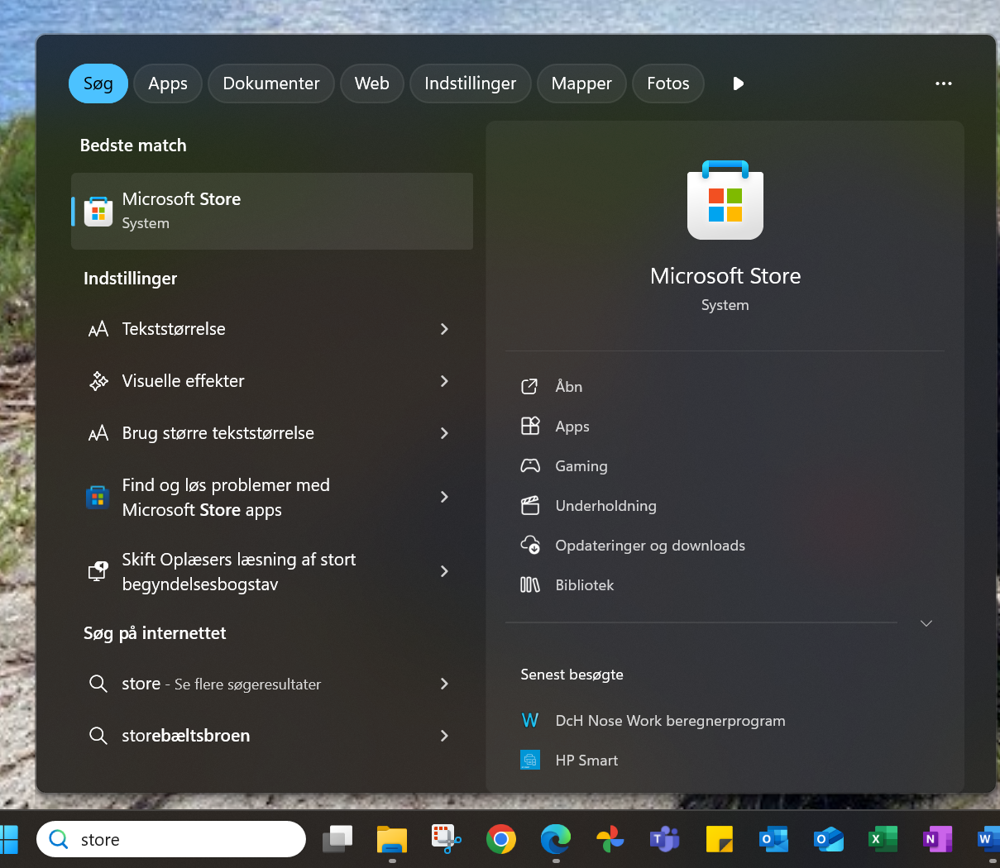 Søg Apps Dokumenter Web Indstillinger Mapper Fotos
Bedste match
Microsoft Store
System
Indstillinger
Tekststørrelse
Visuelle effekter
Brug større tekststørrelse
Find og løs problemer med
Microsoft Store apps
Skift Oplæsers læsning af stort
begyndelsesbogstav
Søg på internettet
store - Se flere søgeresultater
storebæltsbroen
Microsoft Store
System
Åbn
Apps
Gaming
Underholdning
Opdateringer og downloads
Bibliotek
Senest besøgte
W DcH Nose Work beregnerprogram
HP Smart
store
T O O X N W